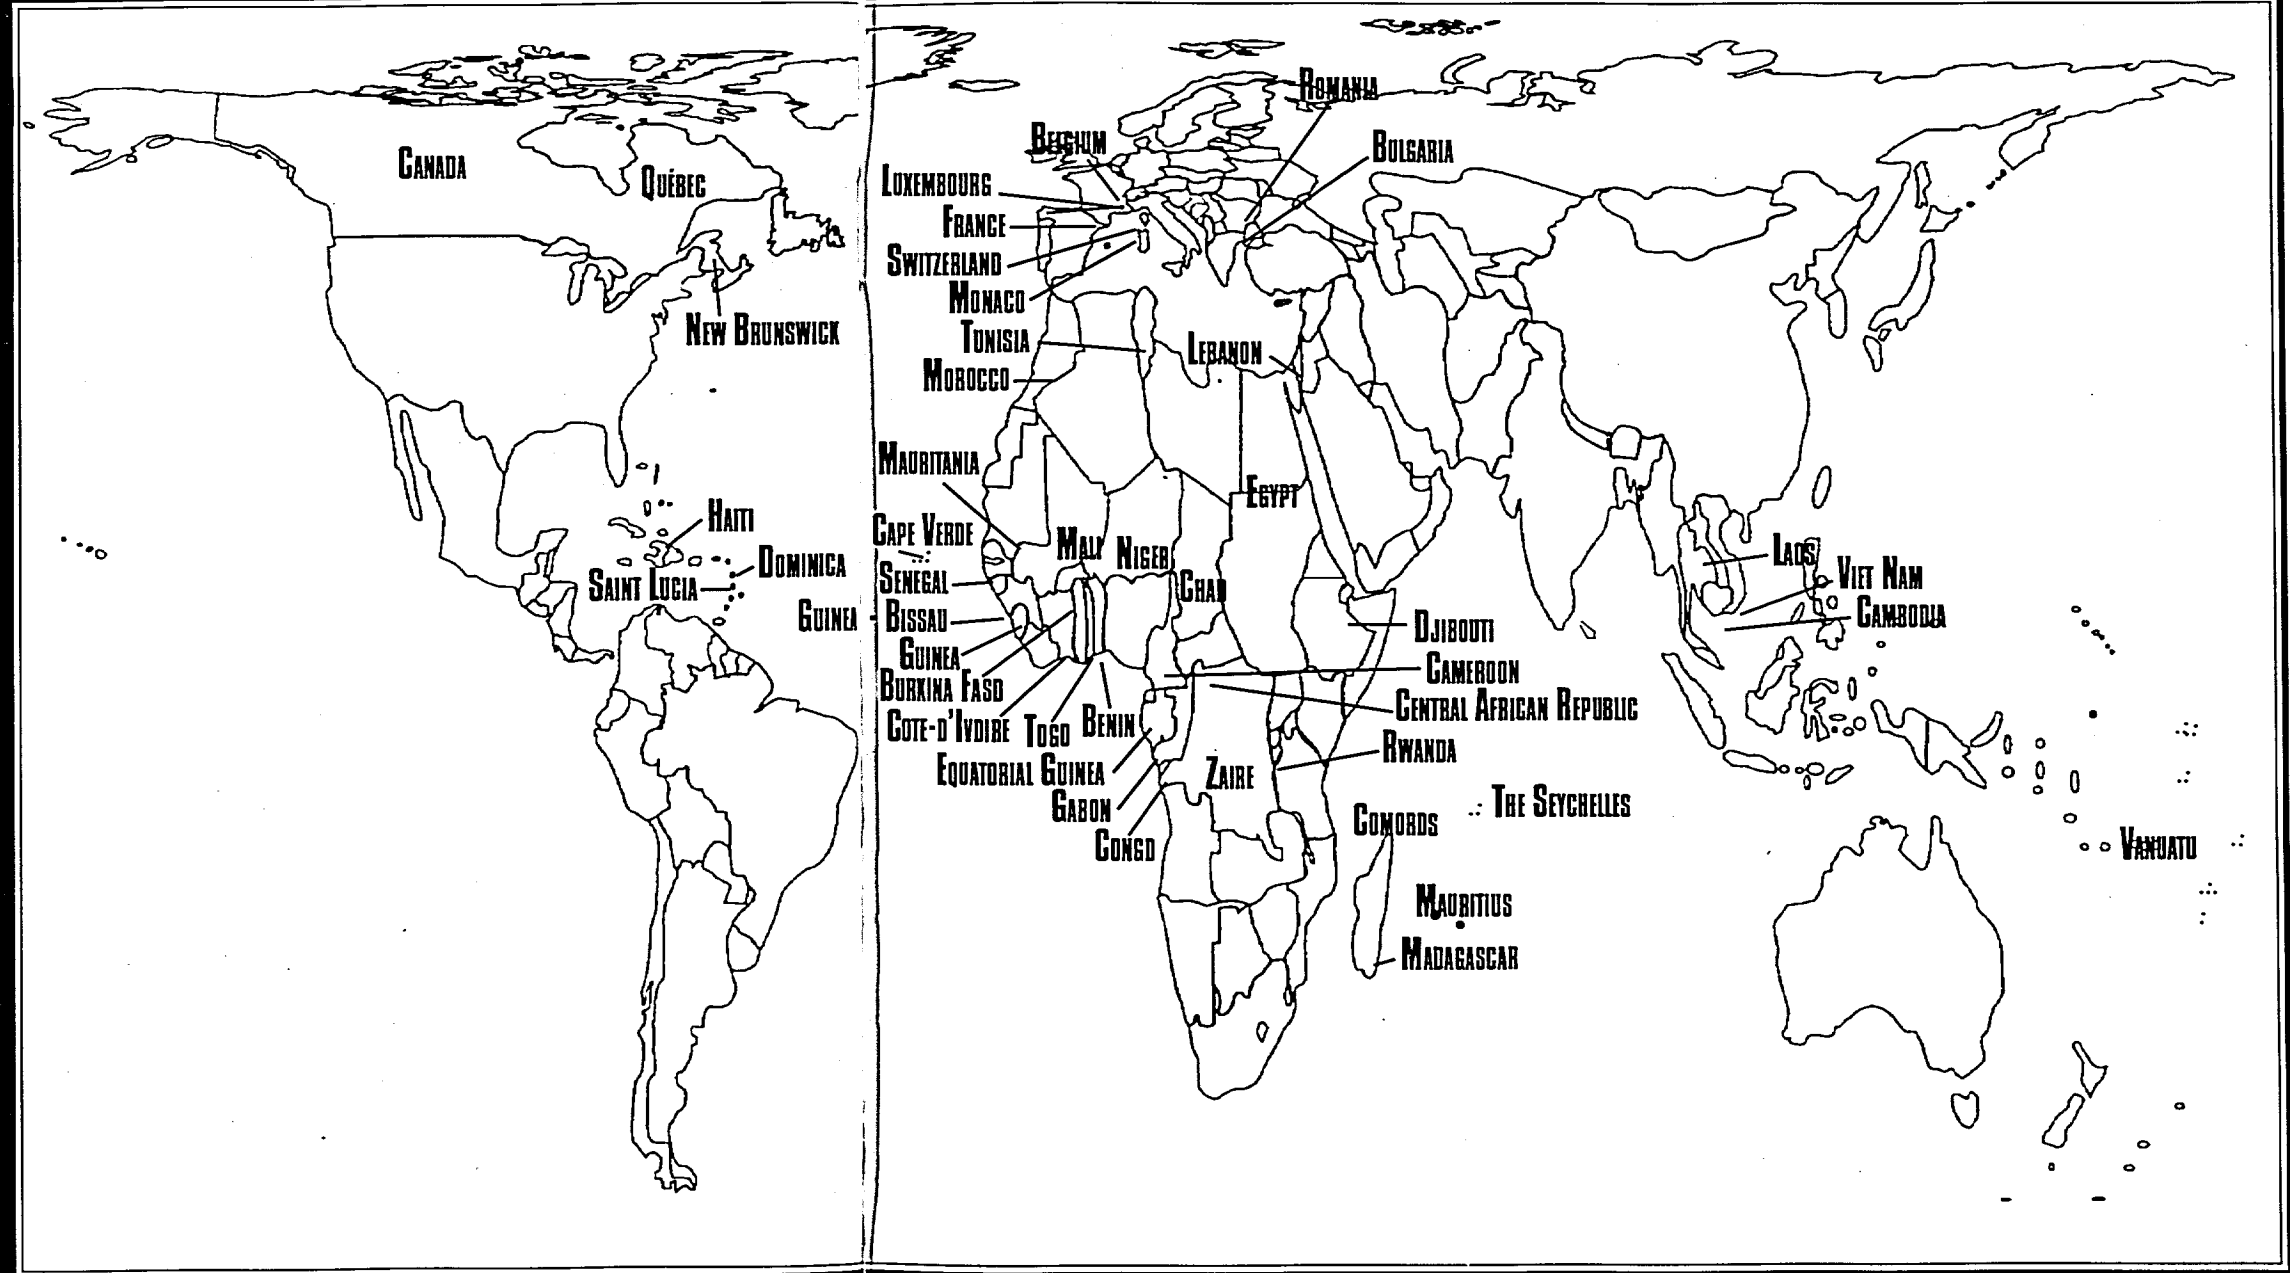 CANADA
QUÉBEC
NEW BRUNSWICK
HAITI
DOMINICA
SAINT LUCIA
ROMANIA
BELGIUM
BULGARIA
LUXEMBOURG
FRANCE
SWITZERLAND
MONACO
TUNISIA
LEBANON
MOROCCO
MAURITANIA
EGYPT
CAPE VERDE
MALI
NIGER
SENEGAL
CHAD
GUINEA - BISSAU
GUINEA
BURKINA FASO
COTE-D'IVOIRE
TOGO
BENIN
EQUATORIAL GUINEA
GABON
CONGO
ZAIRE
DJIBOUTI
CAMEROON
CENTRAL AFRICAN REPUBLIC
RWANDA
THE SEYCHELLES
COMOROS
MAURITIUS
MADAGASCAR
LAOS
VIET NAM
CAMBODIA
VANUATU